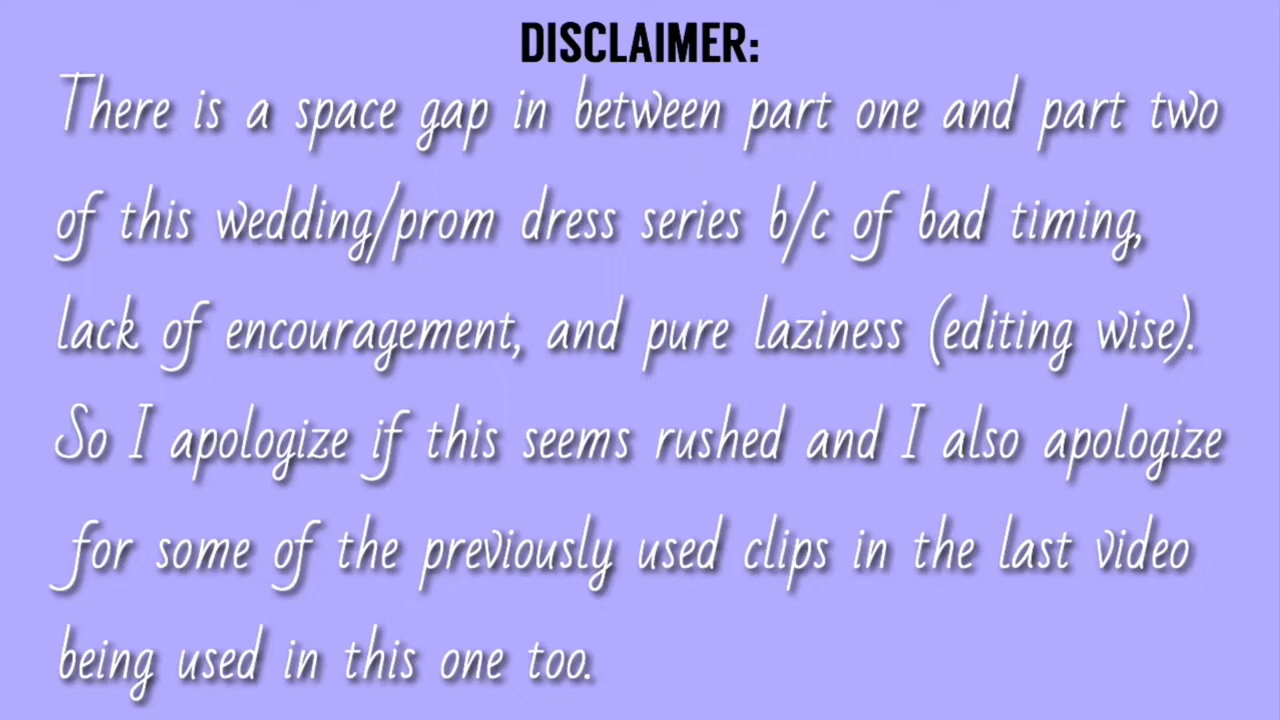 DISCLAIMER:
There is a space gap in between part one and part two
of this wedding/prom dress series b/c of bad timing,
lack of encouragement, and pure laziness (editing wise).
So I apologize if this seems rushed and I also apologize
for some of the previously used clips in the last video
being used in this one too.